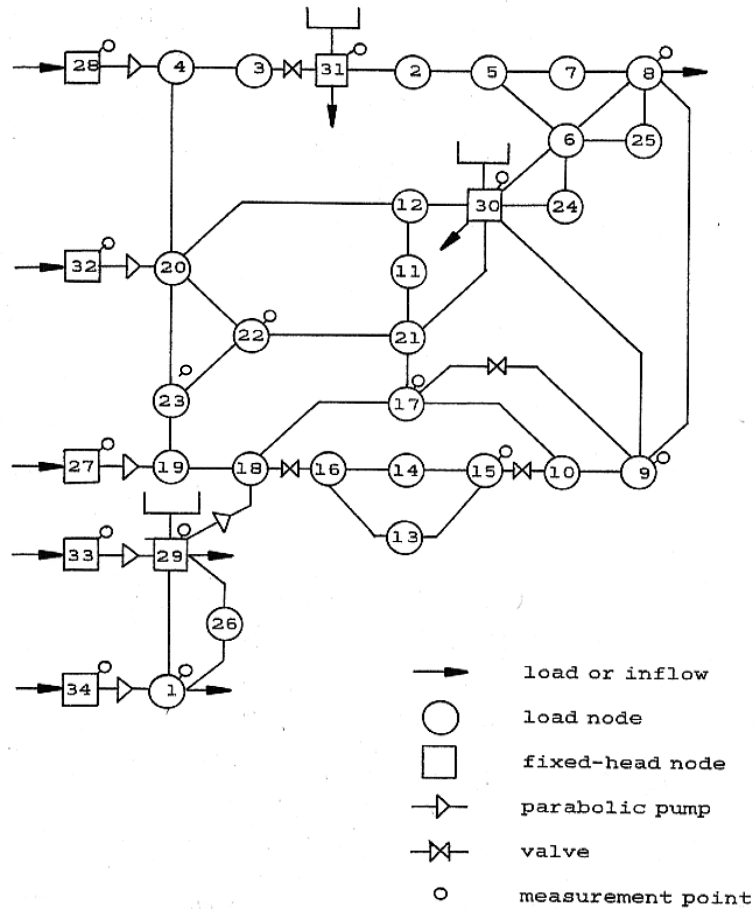 28 4 3 31 2 5 7 8
6 25
12 30 24
32 20 11
22 21
23 17
27 19 18 16 14 15 10 9
33 29 13
26
34 1
load or inflow
load node
fixed-head node
parabolic pump
valve
measurement point